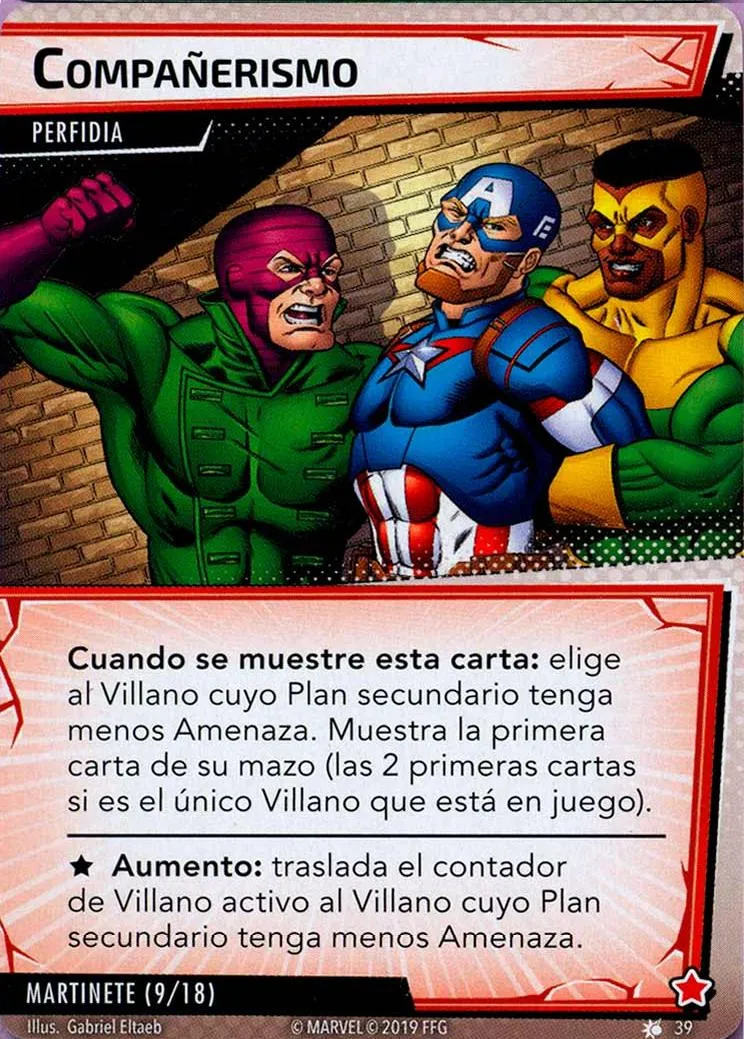 COMPAÑERISMO
PERFIDIA
A
Cuando se muestre esta carta: elige
al Villano cuyo Plan secundario tenga
menos Amenaza. Muestra la primera
carta de su mazo (las 2 primeras cartas
si es el único Villano que está en juego).
★ Aumento: traslada el contador
de Villano activo al Villano cuyo Plan
secundario tenga menos Amenaza.
MARTINETE (9/18)
Illus. Gabriel Eltaeb © MARVEL © 2019 FFG 39